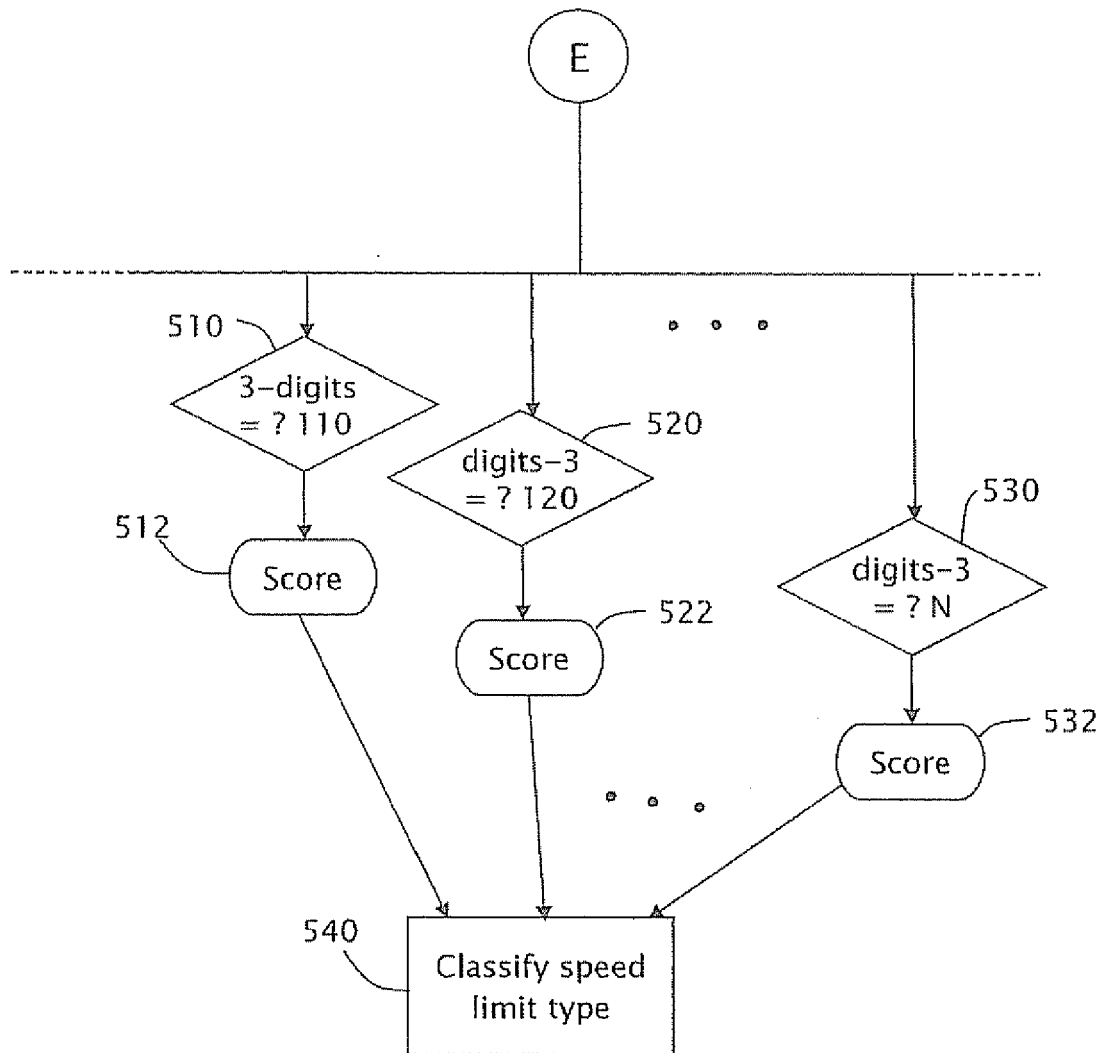 E
510
3-digits
= ? 110
520
digits-3
= ? 120
530
digits-3
= ? N
512
Score
522
Score
532
Score
540
Classify speed
limit type